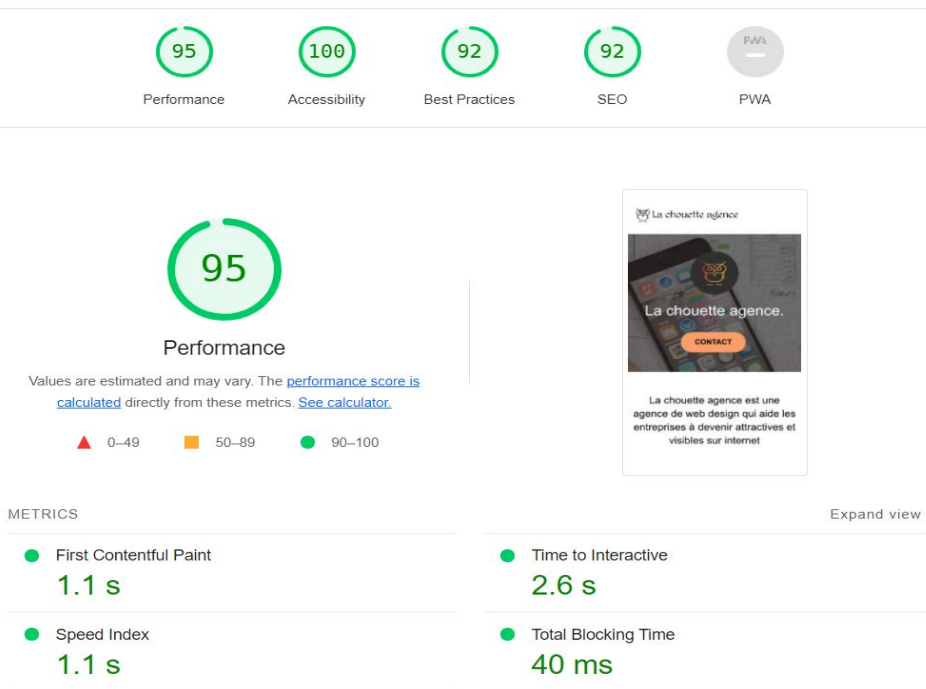 95 100 92 92 PWA
Performance Accessibility Best Practices SEO PWA
95
Performance
Values are estimated and may vary. The performance score is
calculated directly from these metrics. See calculator.
0–49 50–89 90–100
La chouette agence
La chouette agence.
CONTACT
La chouette agence est une
agence de web design qui aide les
entreprises à devenir attractives et
visibles sur internet
METRICS Expand view
First Contentful Paint
1.1 s
Time to Interactive
2.6 s
Speed Index
1.1 s
Total Blocking Time
40 ms